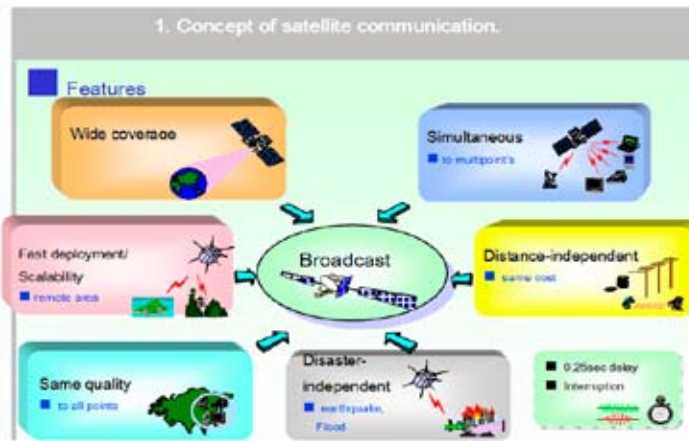 1. Concept of satellite communication.
Features
Wide coverage
Simultaneous
to multipoint's
Fast deployment/
Scalability
remote area
Broadcast
Distance-independent
same cost
Same quality
to all points
Disaster-
independent
earthquake,
Flood
0.25sec delay
Interruption